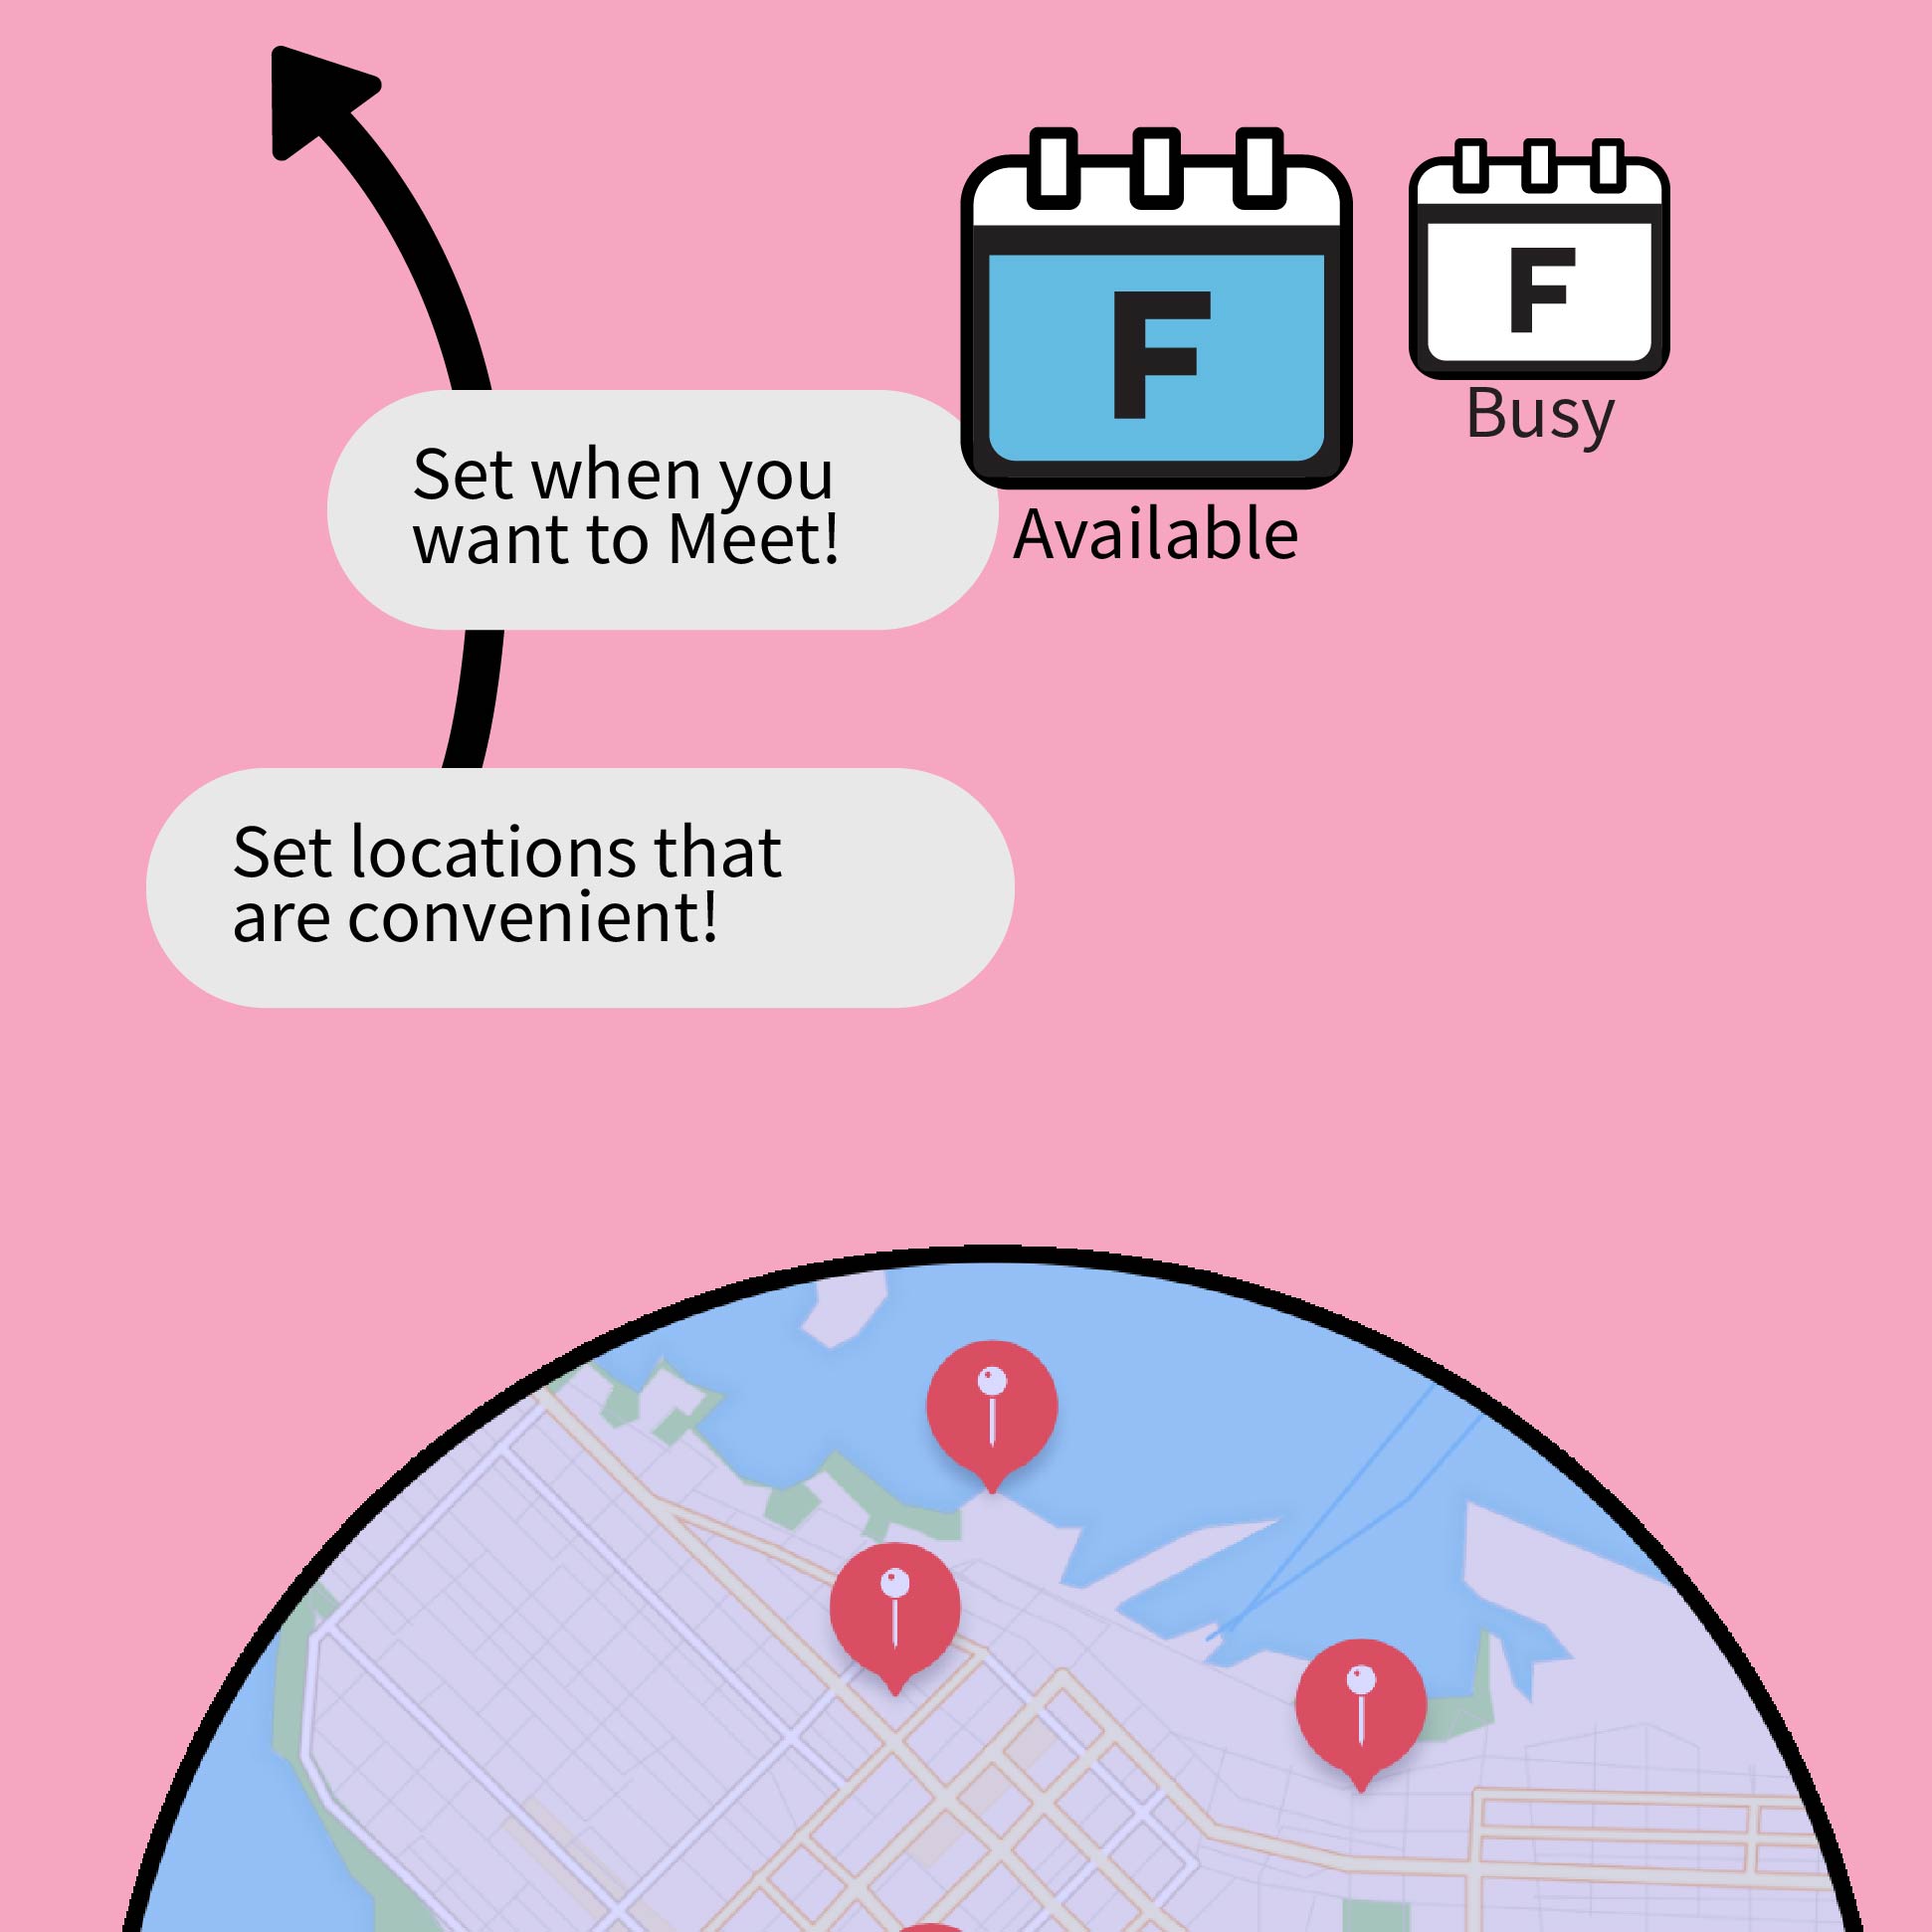 F
F
Busy
Set when you
want to Meet!
Available
Set locations that
are convenient!